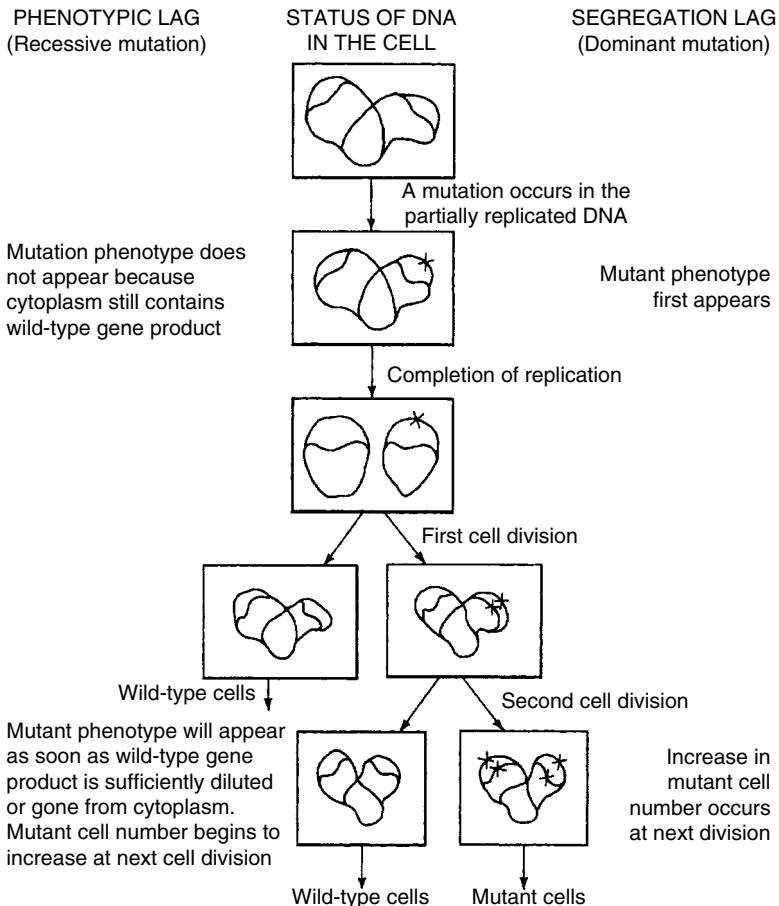 PHENOTYPIC LAG
(Recessive mutation)
STATUS OF DNA
IN THE CELL
SEGREGATION LAG
(Dominant mutation)
A mutation occurs in the
partially replicated DNA
Mutation phenotype does
not appear because
cytoplasm still contains
wild-type gene product
Mutant phenotype
first appears
Completion of replication
First cell division
Wild-type cells
Second cell division
Mutant phenotype will appear
as soon as wild-type gene
product is sufficiently diluted
or gone from cytoplasm.
Mutant cell number begins to
increase at next cell division
Increase in
mutant cell
number occurs
at next division
Wild-type cells
Mutant cells